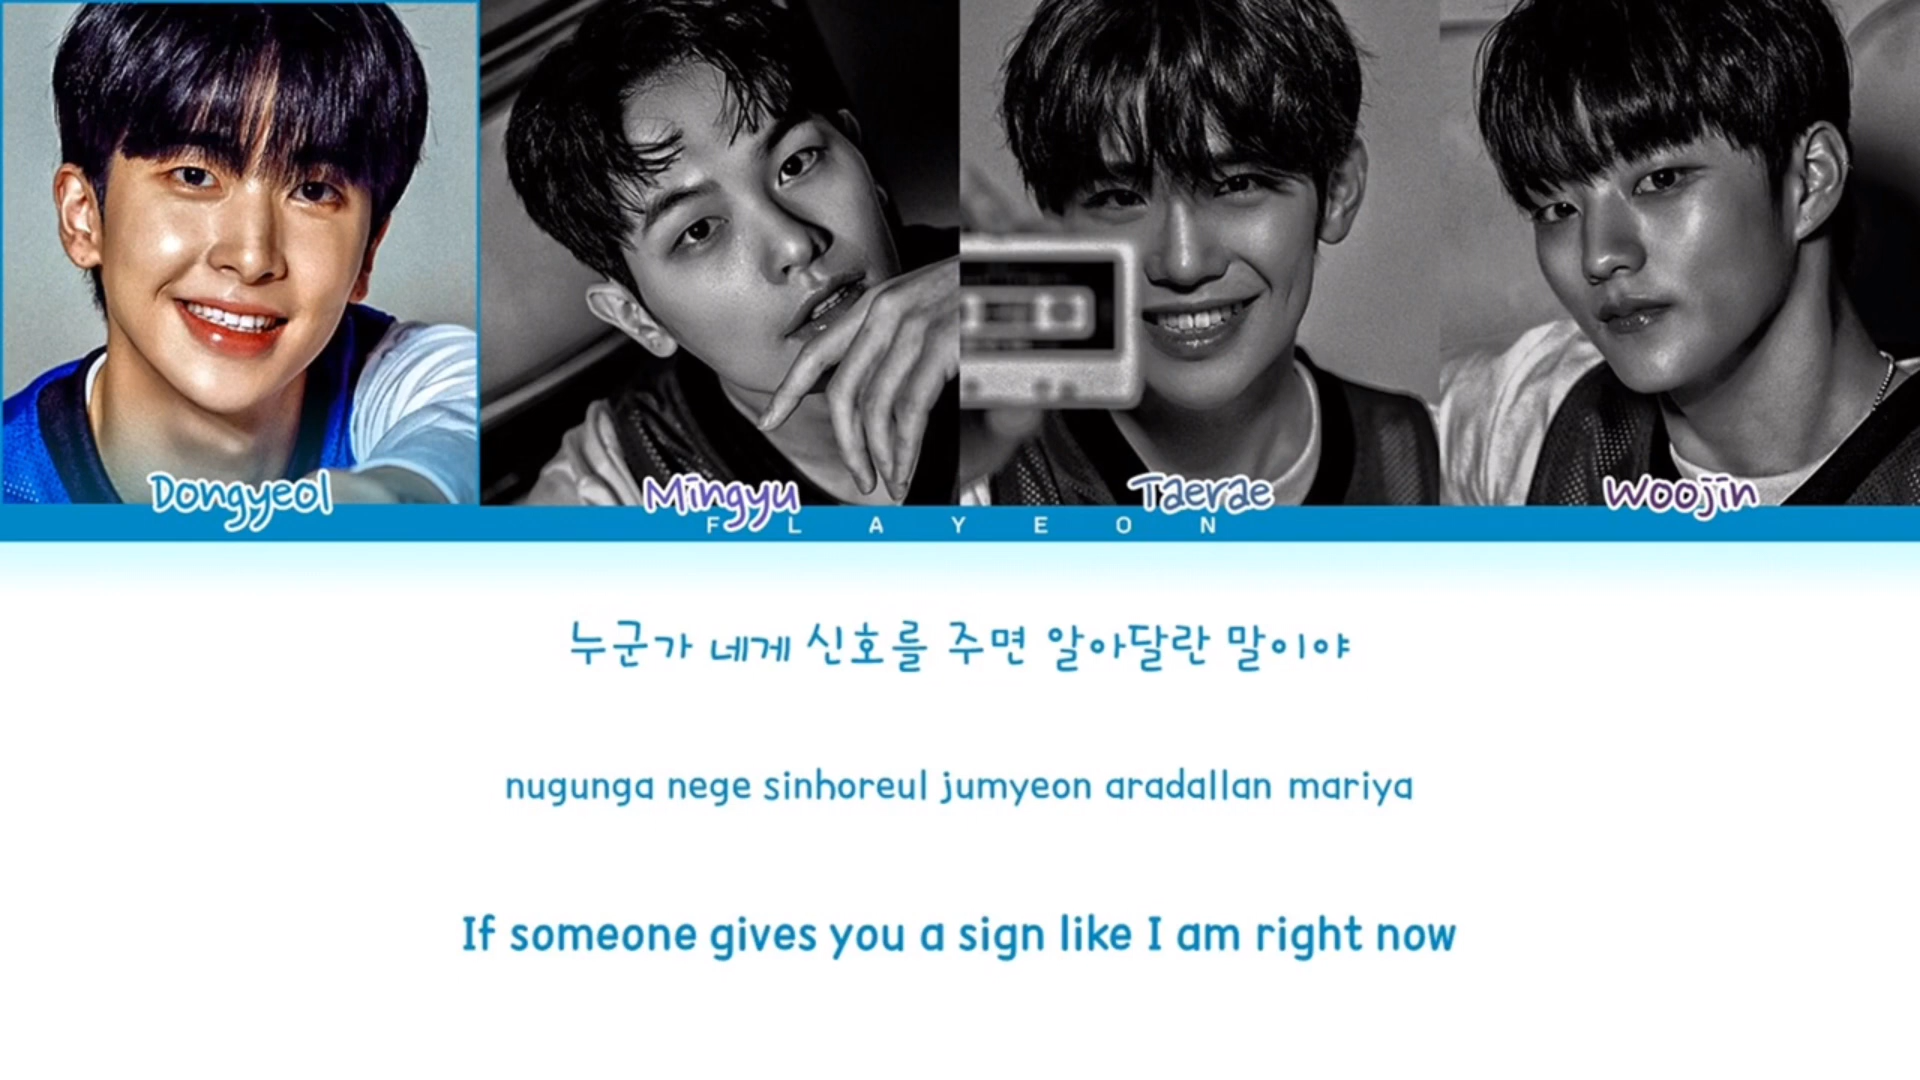 Dongyeol Mingyu Taerae Woojin
FLAYEON
누군가 네게 신호를 주면 알아달란 말이야
nugunga nege sinhoreul jumyeon aradallan mariya
If someone gives you a sign like I am right now